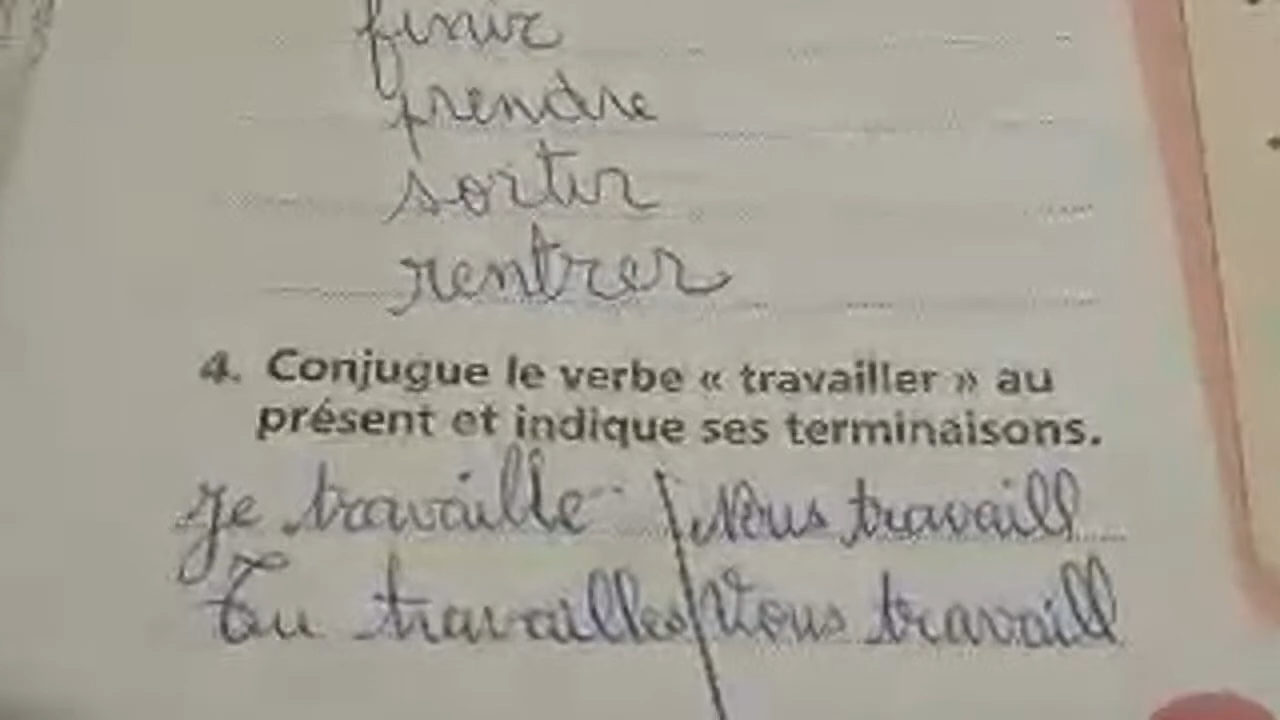 finir
prendre
sortir
rentrer
4. Conjugue le verbe « travailler » au
présent et indique ses terminaisons.
Je travaille
Nous travaill
Tu travailles
Vous travaill